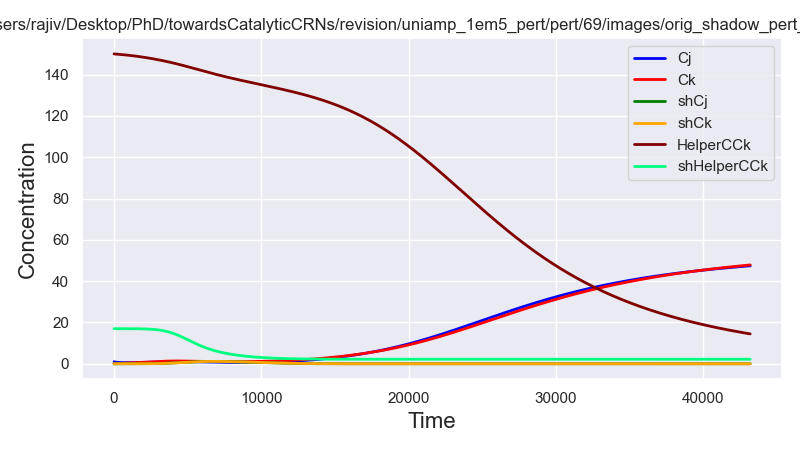 sers/rajiv/Desktop/PhD/towardsCatalyticCRNs/revision/uniamp_1em5_pert/pert/69/images/orig_shadow_pert_
Cj
Ck
shCj
shCk
HelperCCk
shHelperCCk
Concentration
140
120
100
80
60
40
20
0
0 10000 20000 30000 40000
Time